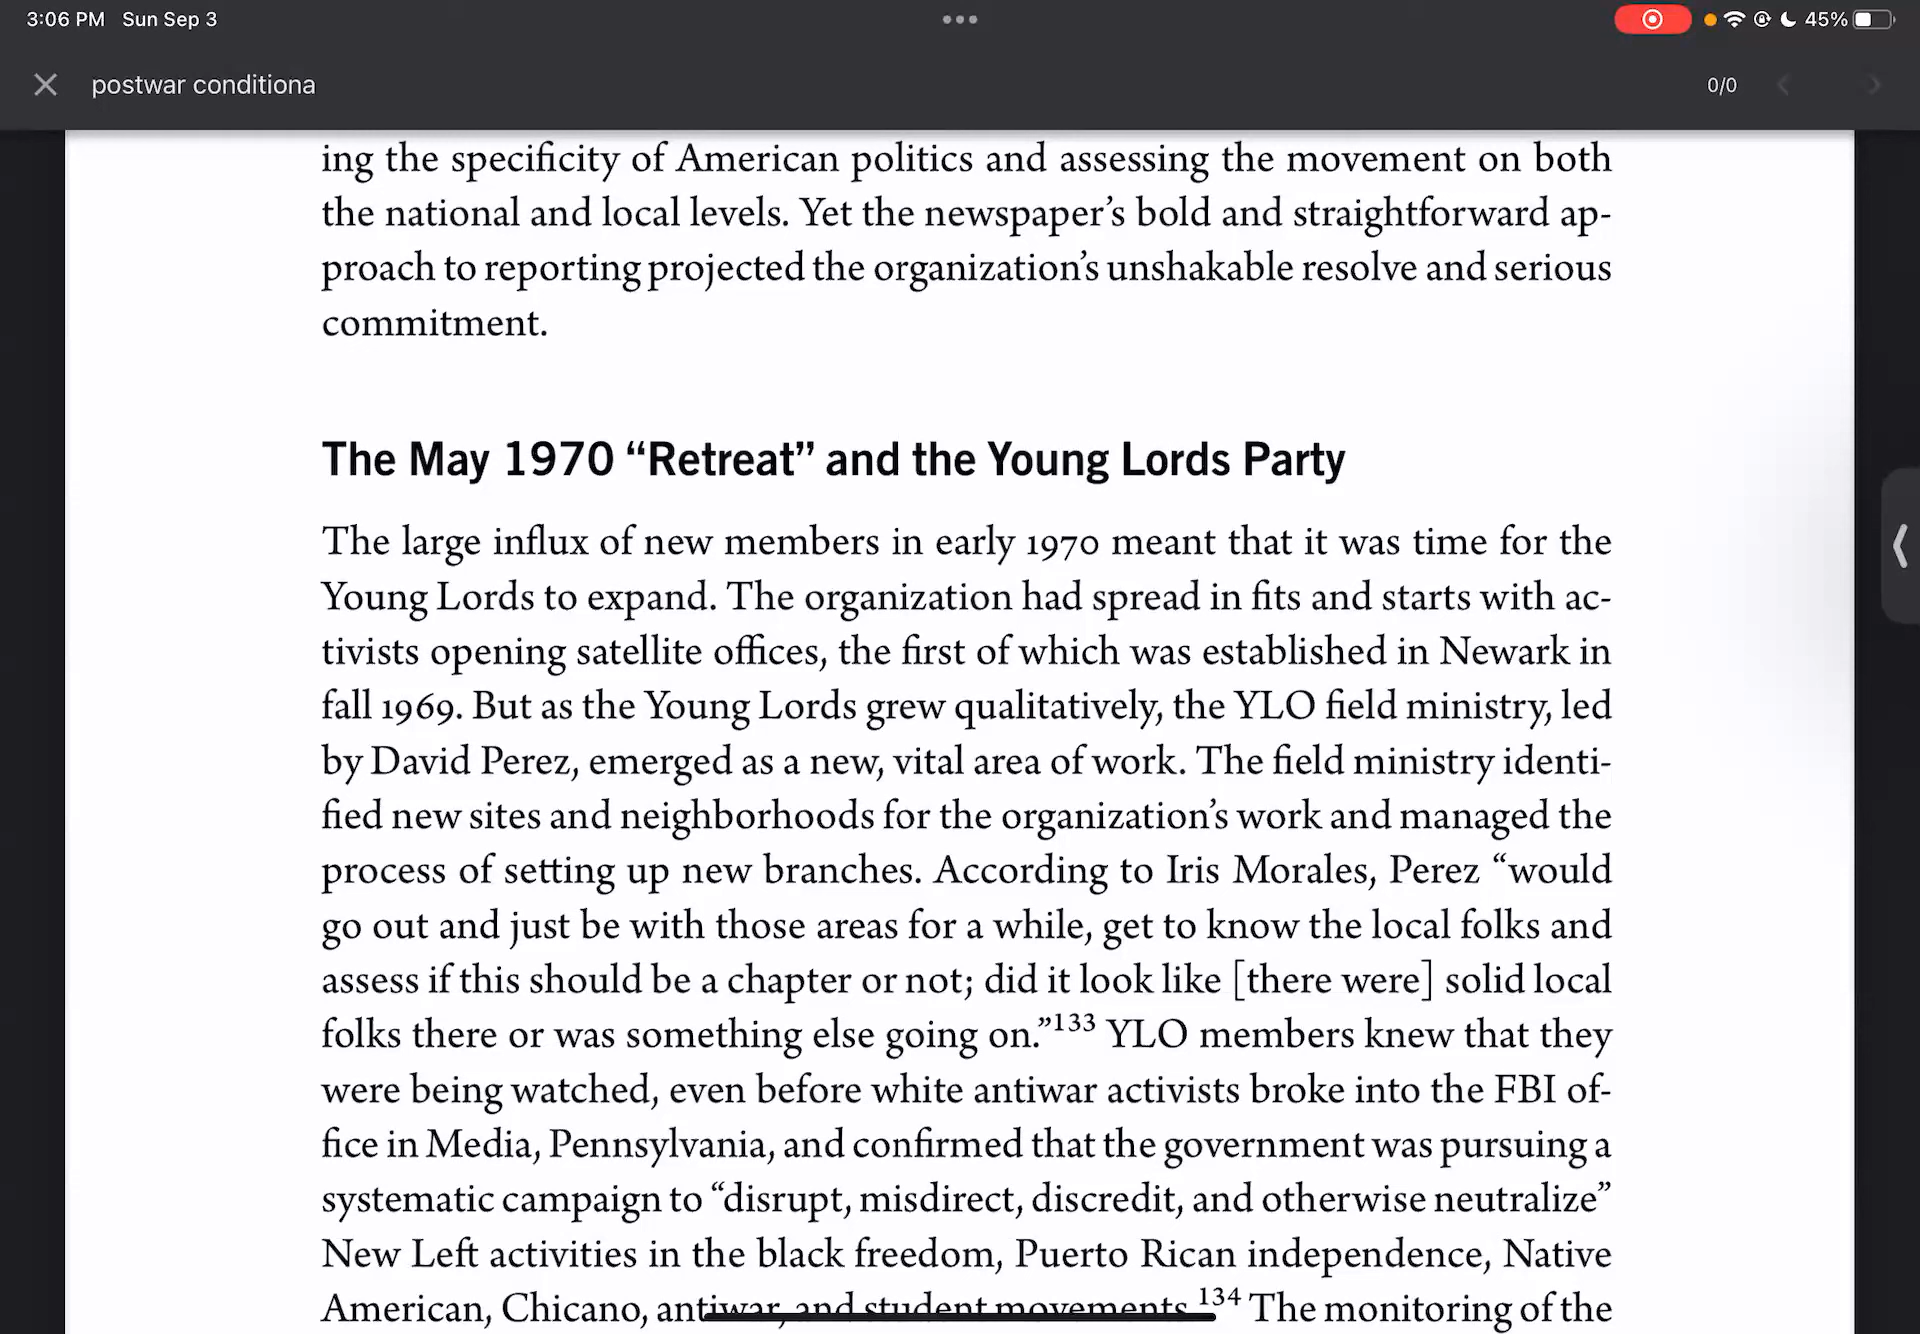 3:06 PM Sun Sep 3
45%
postwar conditiona
0/0
ing the specificity of American politics and assessing the movement on both
the national and local levels. Yet the newspaper’s bold and straightforward ap-
proach to reporting projected the organization’s unshakable resolve and serious
commitment.
The May 1970 “Retreat” and the Young Lords Party
The large influx of new members in early 1970 meant that it was time for the
Young Lords to expand. The organization had spread in fits and starts with ac-
tivists opening satellite offices, the first of which was established in Newark in
fall 1969. But as the Young Lords grew qualitatively, the YLO field ministry, led
by David Perez, emerged as a new, vital area of work. The field ministry identi-
fied new sites and neighborhoods for the organization’s work and managed the
process of setting up new branches. According to Iris Morales, Perez “would
go out and just be with those areas for a while, get to know the local folks and
assess if this should be a chapter or not; did it look like [there were] solid local
folks there or was something else going on.”133 YLO members knew that they
were being watched, even before white antiwar activists broke into the FBI of-
fice in Media, Pennsylvania, and confirmed that the government was pursuing a
systematic campaign to “disrupt, misdirect, discredit, and otherwise neutralize”
New Left activities in the black freedom, Puerto Rican independence, Native
American, Chicano, antiwar, and student movements.134 The monitoring of the